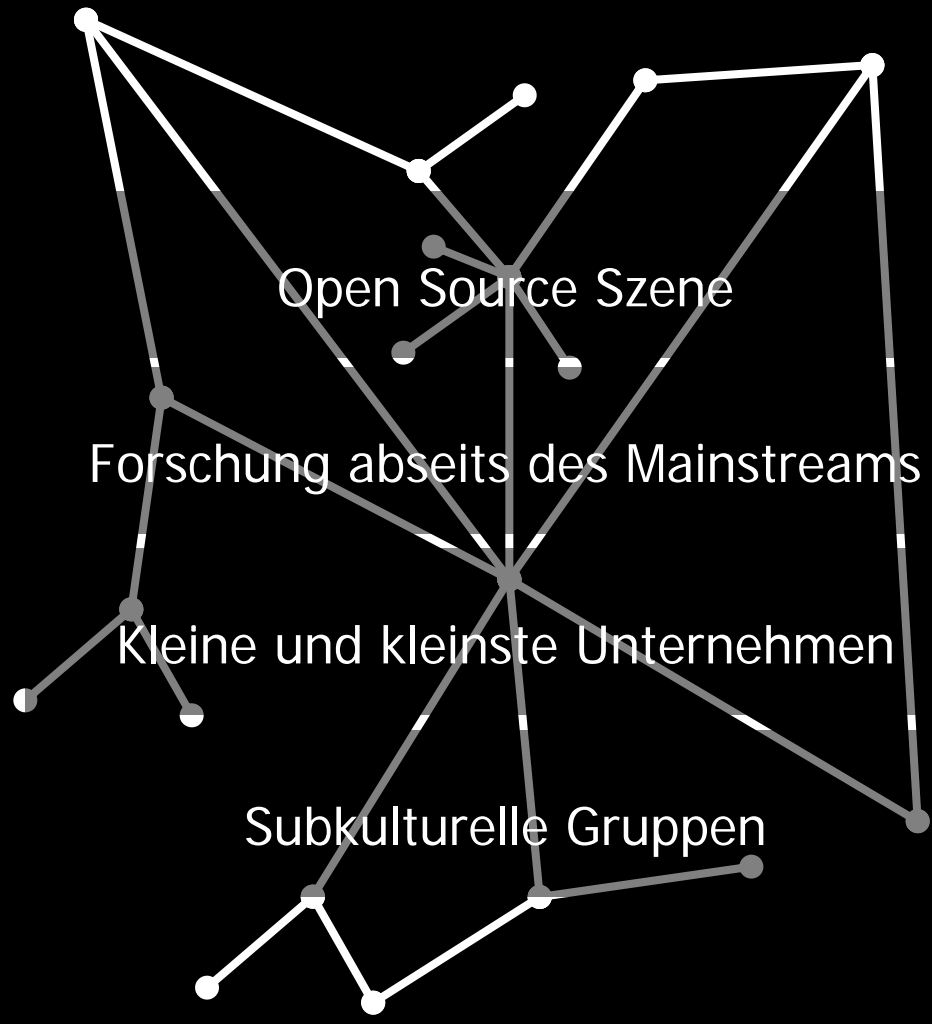 Open Source Szene
Forschung abseits des Mainstreams
Kleine und kleinste Unternehmen
Subkulturelle Gruppen